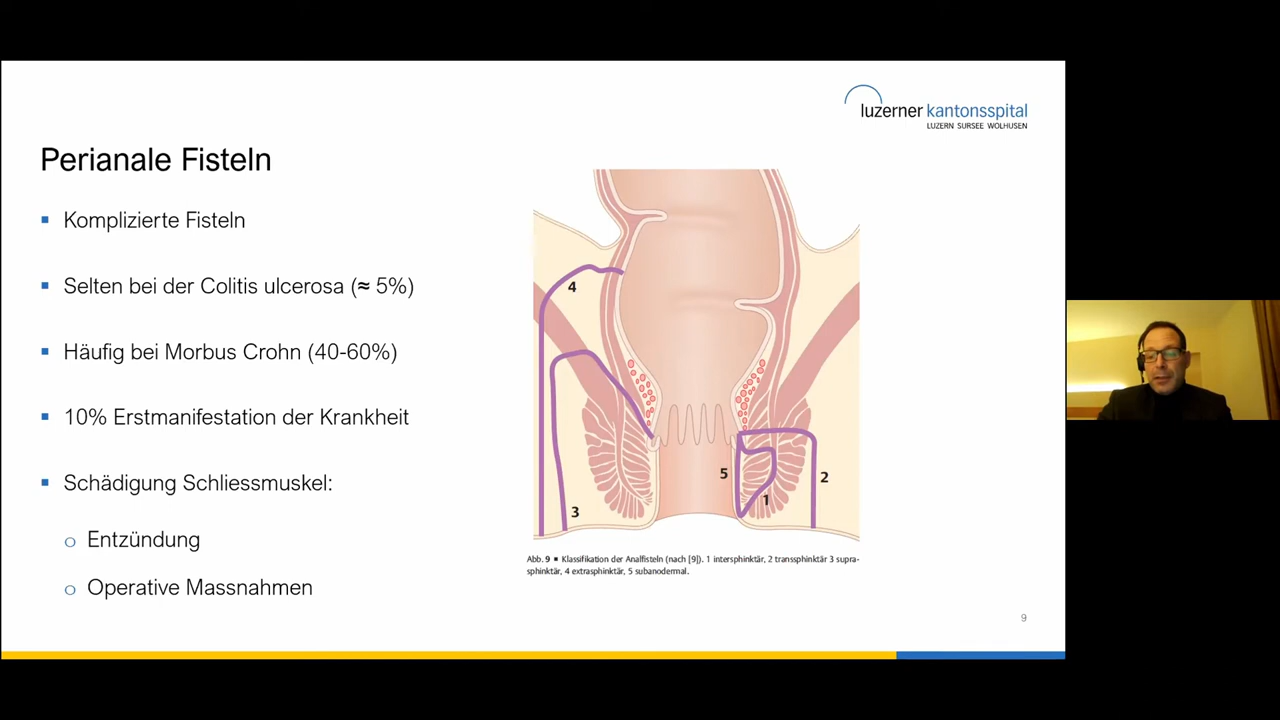 luzerner kantonsspital
LUZERN SURSEE WOLHUSEN
Perianale Fisteln
▪ Komplizierte Fisteln
▪ Selten bei der Colitis ulcerosa (≈ 5%)
▪ Häufig bei Morbus Crohn (40-60%)
▪ 10% Erstmanifestation der Krankheit
▪ Schädigung Schliessmuskel:
o Entzündung
o Operative Massnahmen
4
5
2
1
3
Abb. 9 ▪ Klassifikation der Analfisteln (nach [9]). 1 intersphinktär, 2 transsphinktär 3 supra-
sphinktär, 4 extrasphinktär, 5 subanodermal.
9